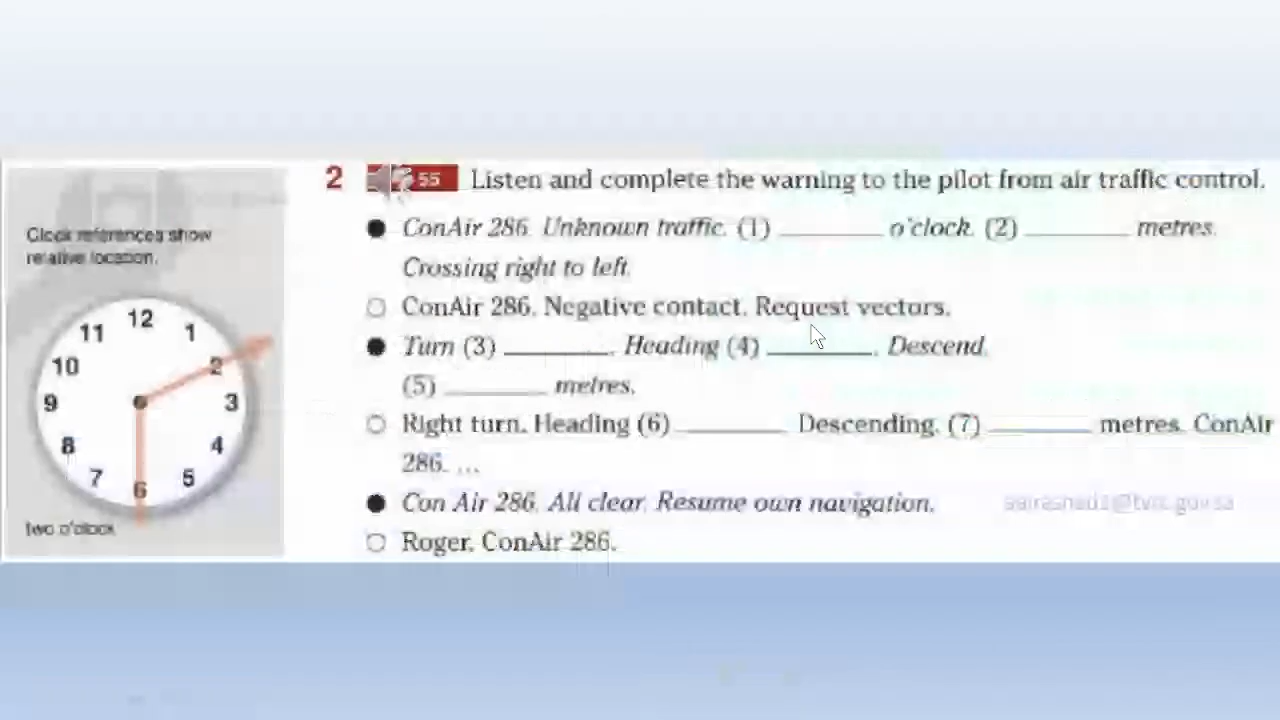 2 55 Listen and complete the warning to the pilot from air traffic control.
Clock references show
relative location.
12
11 1
10 2
9 3
8 4
7 5
6
two o'clock
● ConAir 286. Unknown traffic. (1) ________ o'clock. (2) ________ metres.
Crossing right to left.
○ ConAir 286. Negative contact. Request vectors.
● Turn (3) ________. Heading (4) ________. Descend.
(5) ________ metres.
○ Right turn. Heading (6) ________ Descending. (7) ________ metres. ConAir
286. ...
● Con Air 286. All clear. Resume own navigation.
○ Roger. ConAir 286.